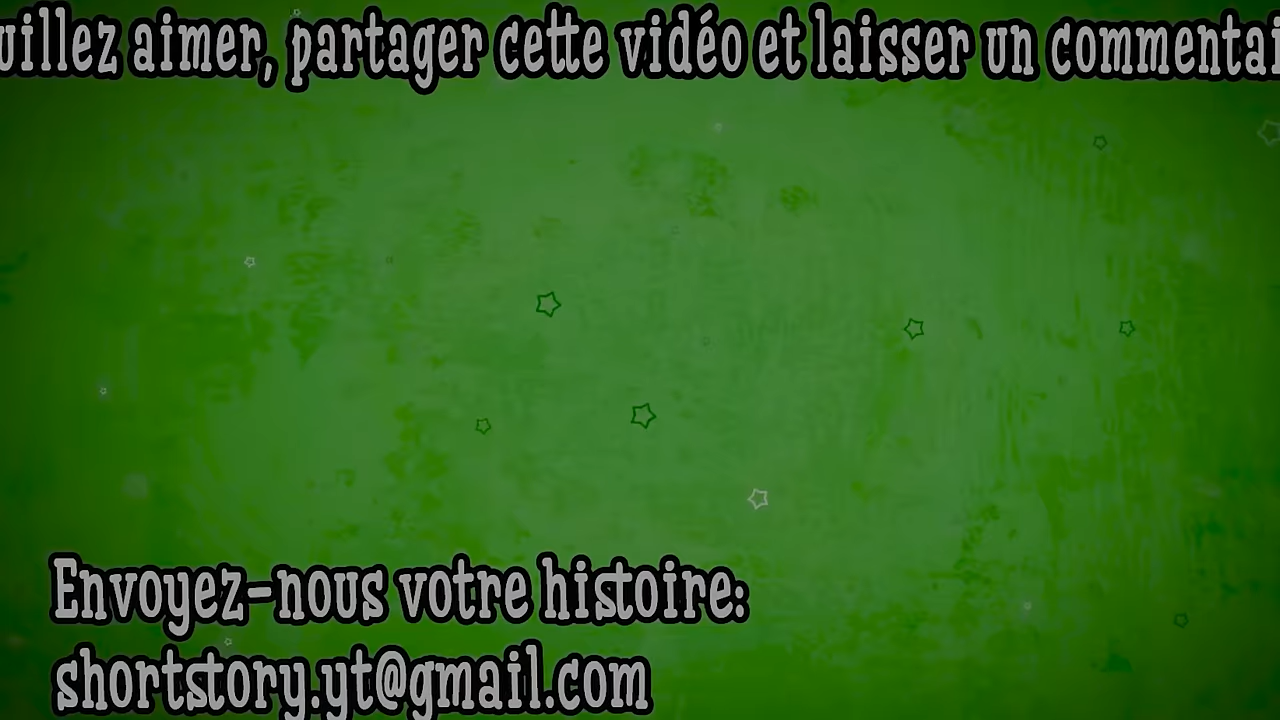 uillez aimer, partager cette vidéo et laisser un commentai
Envoyez-nous votre histoire:
shortstory.yt@gmail.com